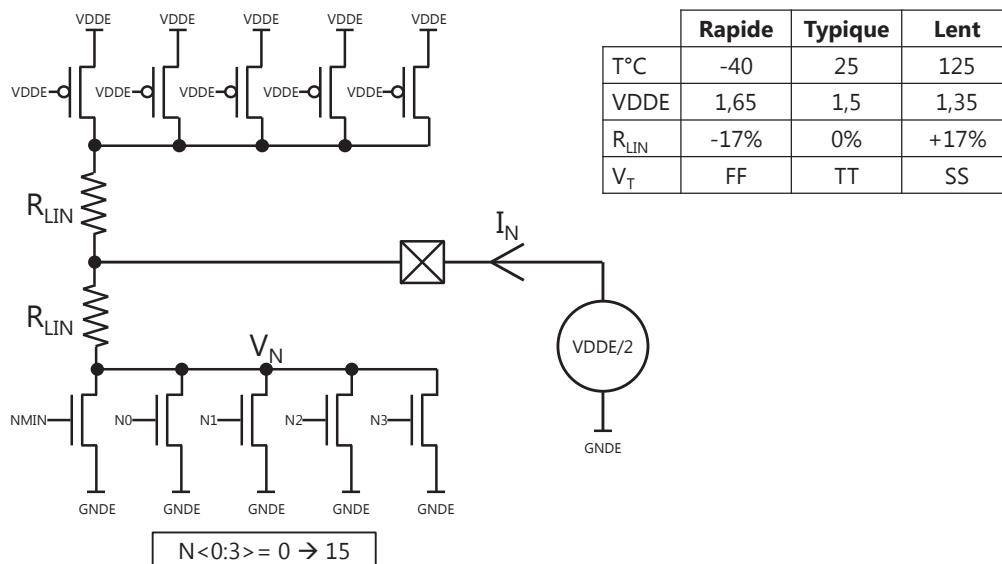 VDDE VDDE VDDE VDDE VDDE
VDDE VDDE VDDE VDDE VDDE
R_LIN
I_N
R_LIN
VDDE/2
V_N
NMIN N0 N1 N2 N3
GNDE
GNDE GNDE GNDE GNDE GNDE
N<0:3>= 0 → 15
Rapide Typique Lent
T°C -40 25 125
VDDE 1,65 1,5 1,35
R_LIN -17% 0% +17%
V_T FF TT SS